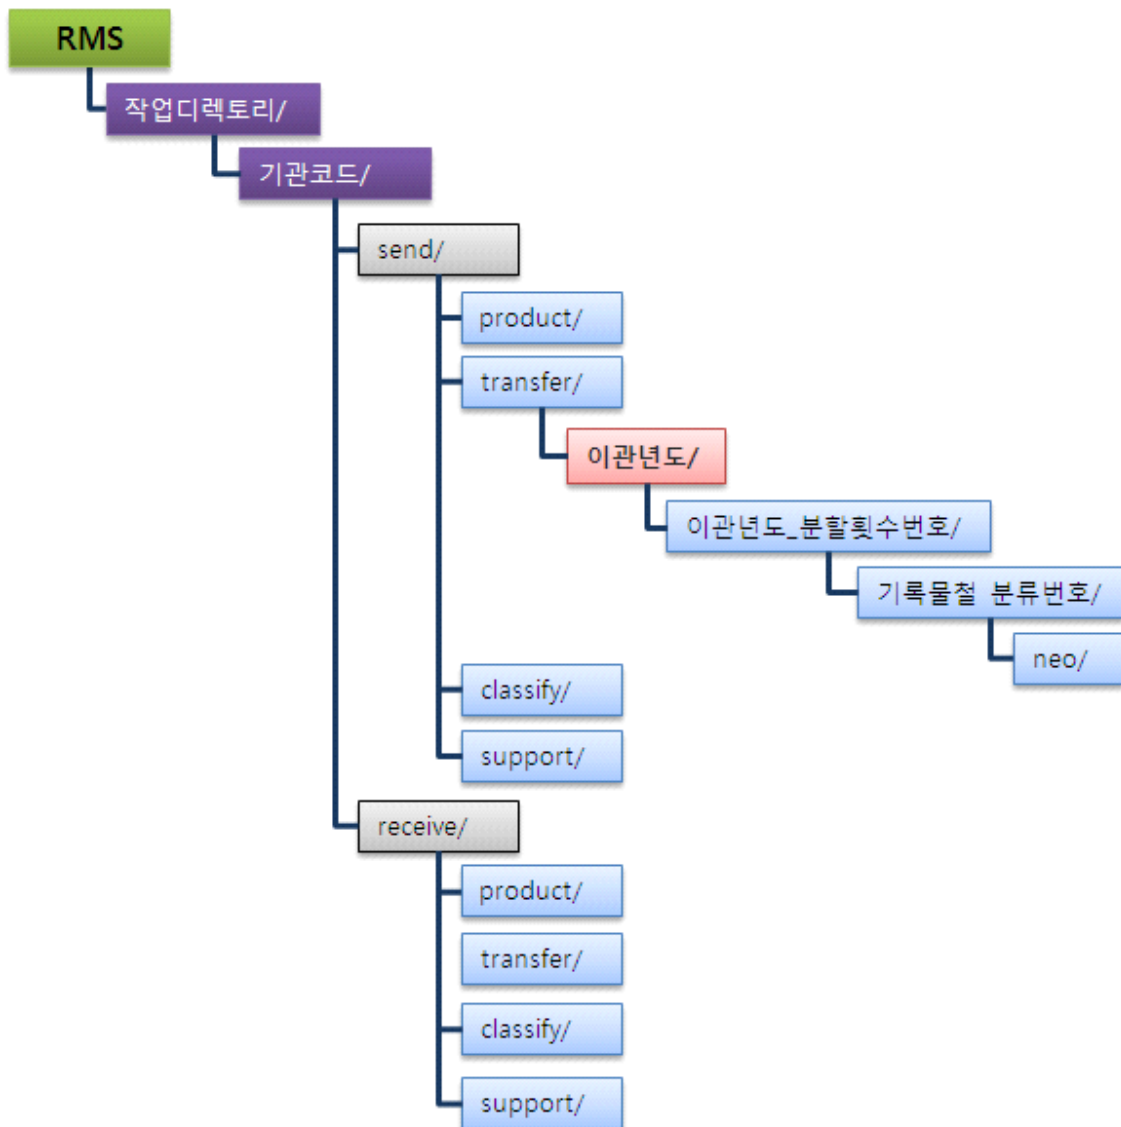 RMS
작업디렉토리/
기관코드/
send/
product/
transfer/
이관년도/
이관년도_분할횟수번호/
기록물철 분류번호/
neo/
classify/
support/
receive/
product/
transfer/
classify/
support/